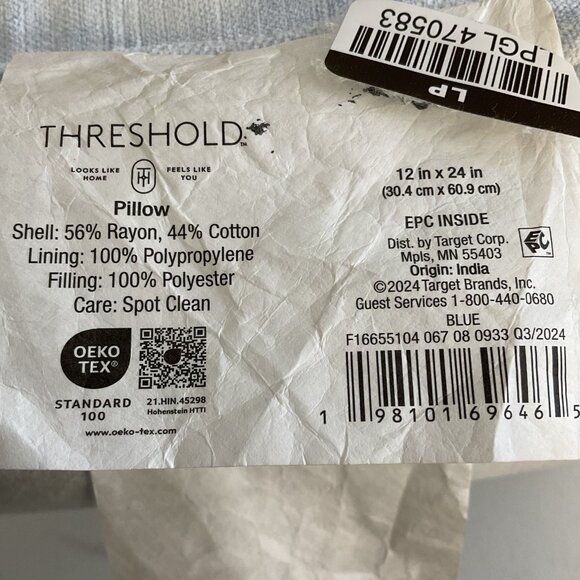 LP
LPGL 470583
THRESHOLD™
LOOKS LIKE HOME
FEELS LIKE YOU
Pillow
Shell: 56% Rayon, 44% Cotton
Lining: 100% Polypropylene
Filling: 100% Polyester
Care: Spot Clean
OEKO
TEX®
STANDARD
100
21.HIN.45298
Hohenstein HTTI
www.oeko-tex.com
12 in x 24 in
(30.4 cm x 60.9 cm)
EPC INSIDE
Dist. by Target Corp.
Mpls, MN 55403
Origin: India
©2024 Target Brands, Inc.
Guest Services 1-800-440-0680
EPC
BLUE
F16655104 067 08 0933 Q3/2024
1 98101 69646 5